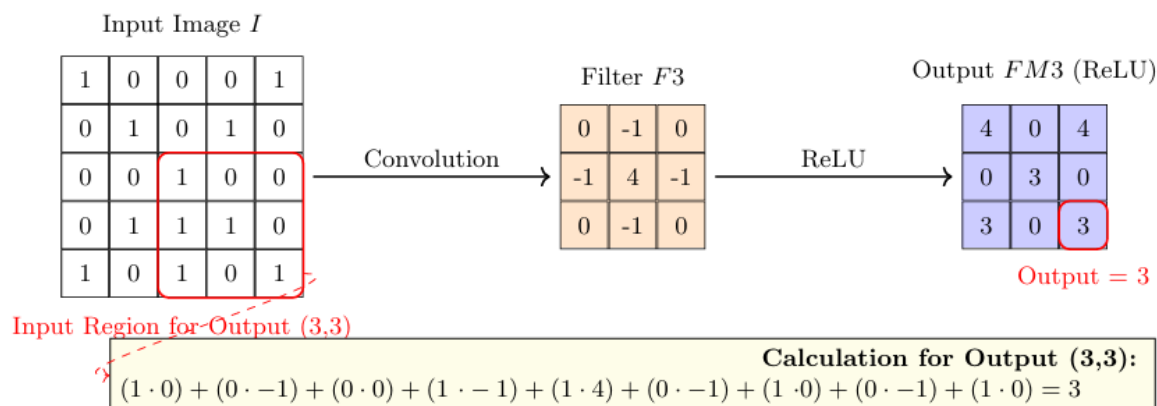 Input Image I
1 0 0 0 1
0 1 0 1 0
0 0 1 0 0
0 1 1 1 0
1 0 1 0 1
Input Region for Output (3,3)
Convolution
Filter F3
0 -1 0
-1 4 -1
0 -1 0
ReLU
Output FM3 (ReLU)
4 0 4
0 3 0
3 0 3
Output = 3
Calculation for Output (3,3):
(1 · 0) + (0 · −1) + (0 · 0) + (1 · − 1) + (1 · 4) + (0 · −1) + (1 ·0) + (0 · −1) + (1 · 0) = 3